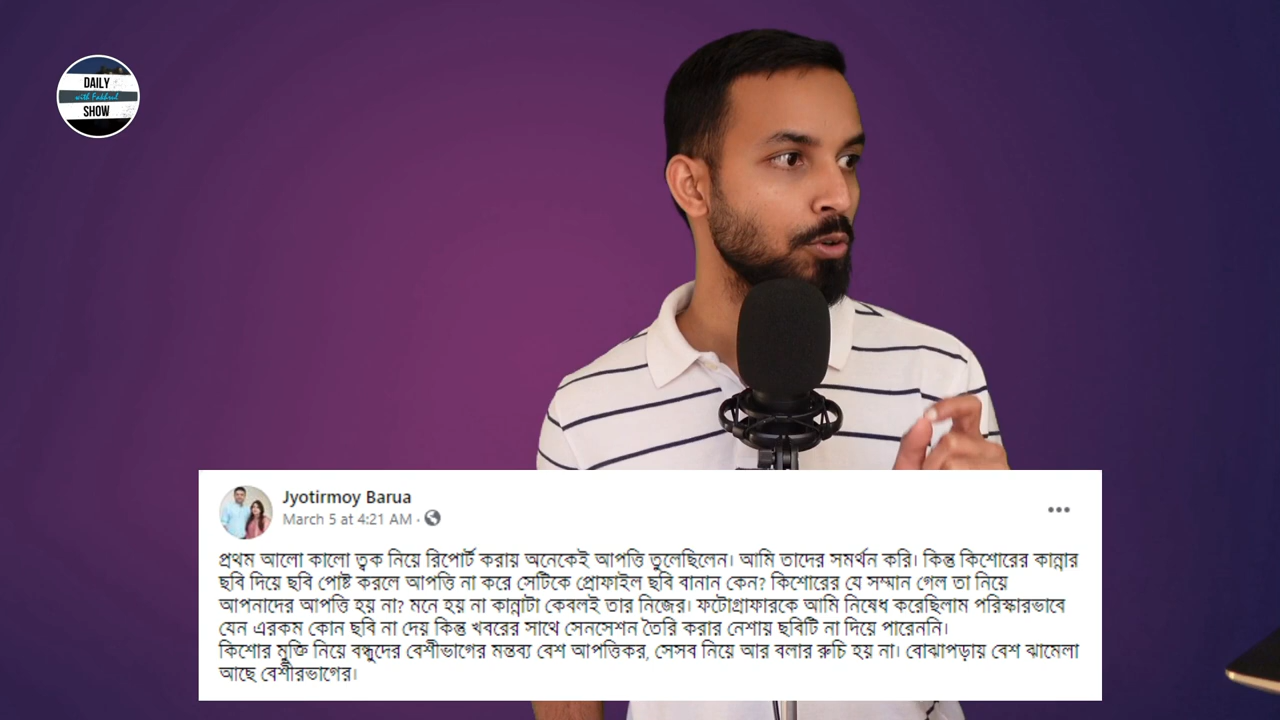 DAILY
with Fakhrul
SHOW
Jyotirmoy Barua
March 5 at 4:21 AM ·
প্রথম আলো কালো ত্বক নিয়ে রিপোর্ট করায় অনেকেই আপত্তি তুলেছিলেন। আমি তাদের সমর্থন করি। কিন্তু কিশোরের কান্নার
ছবি দিয়ে ছবি পোষ্ট করলে আপত্তি না করে সেটিকে প্রোফাইল ছবি বানান কেন? কিশোরের যে সম্মান গেল তা নিয়ে
আপনাদের আপত্তি হয় না? মনে হয় না কান্নাটা কেবলই তার নিজের। ফটোগ্রাফারকে আমি নিষেধ করেছিলাম পরিস্কারভাবে
যেন এরকম কোন ছবি না দেয় কিন্তু খবরের সাথে সেনসেশন তৈরি করার নেশায় ছবিটি না দিয়ে পারেননি।
কিশোর মুক্তি নিয়ে বন্ধুদের বেশীভাগের মন্তব্য বেশ আপত্তিকর, সেসব নিয়ে আর বলার রুচি হয় না। বোঝাপড়ায় বেশ ঝামেলা
আছে বেশীরভাগের।